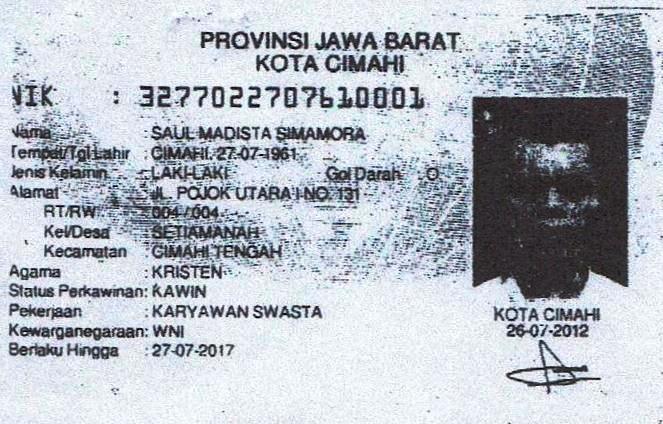 PROVINSI JAWA BARAT
KOTA CIMAHI
NIK : 3277022707610001
Nama : SAUL MADISTA SIMAMORA
Tempat/Tgl Lahir : CIMAHI, 27-07-1961
Jenis Kelamin : LAKI-LAKI Gol Darah O
Alamat JL. POJOK UTARA I NO. 131
RT/RW : 004 / 004
Kel/Desa : SETIAMANAH
Kecamatan : CIMAHI TENGAH
Agama : KRISTEN
Status Perkawinan: KAWIN
Pekerjaan : KARYAWAN SWASTA
Kewarganegaraan: WNI
Berlaku Hingga : 27-07-2017
KOTA CIMAHI
26-07-2012